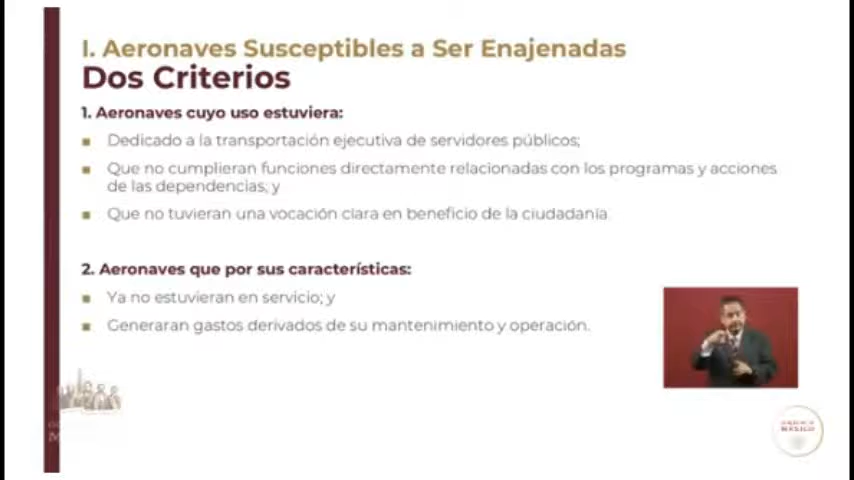 I. Aeronaves Susceptibles a Ser Enajenadas
Dos Criterios
1. Aeronaves cuyo uso estuviera:
Dedicado a la transportación ejecutiva de servidores públicos;
Que no cumplieran funciones directamente relacionadas con los programas y acciones
de las dependencias; y
Que no tuvieran una vocación clara en beneficio de la ciudadanía.
2. Aeronaves que por sus características:
Ya no estuvieran en servicio; y
Generaran gastos derivados de su mantenimiento y operación.
MÉXICO